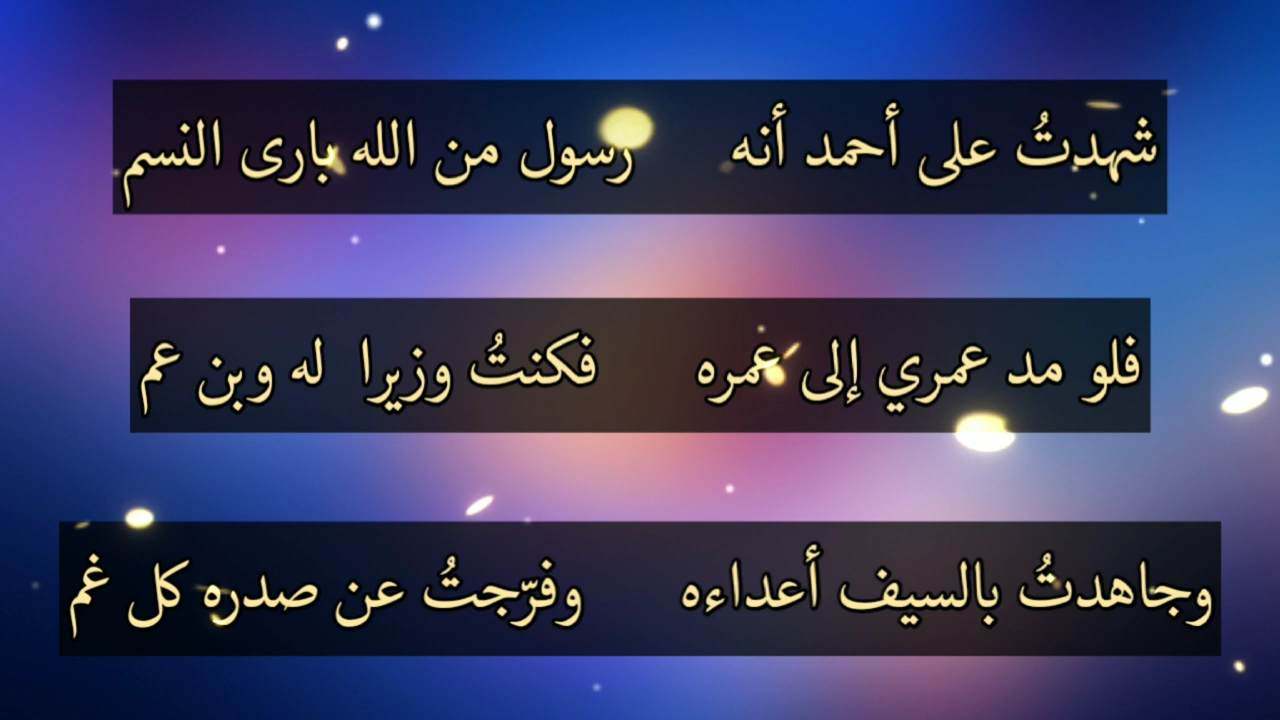 شهدتُ على أحمد أنه رسول من الله بارى النسم
فلو مد عمري إلى عمره فكنتُ وزيرا له وبن عم
وجاهدتُ بالسيف أعداءه وفرّجتُ عن صدره كل غم